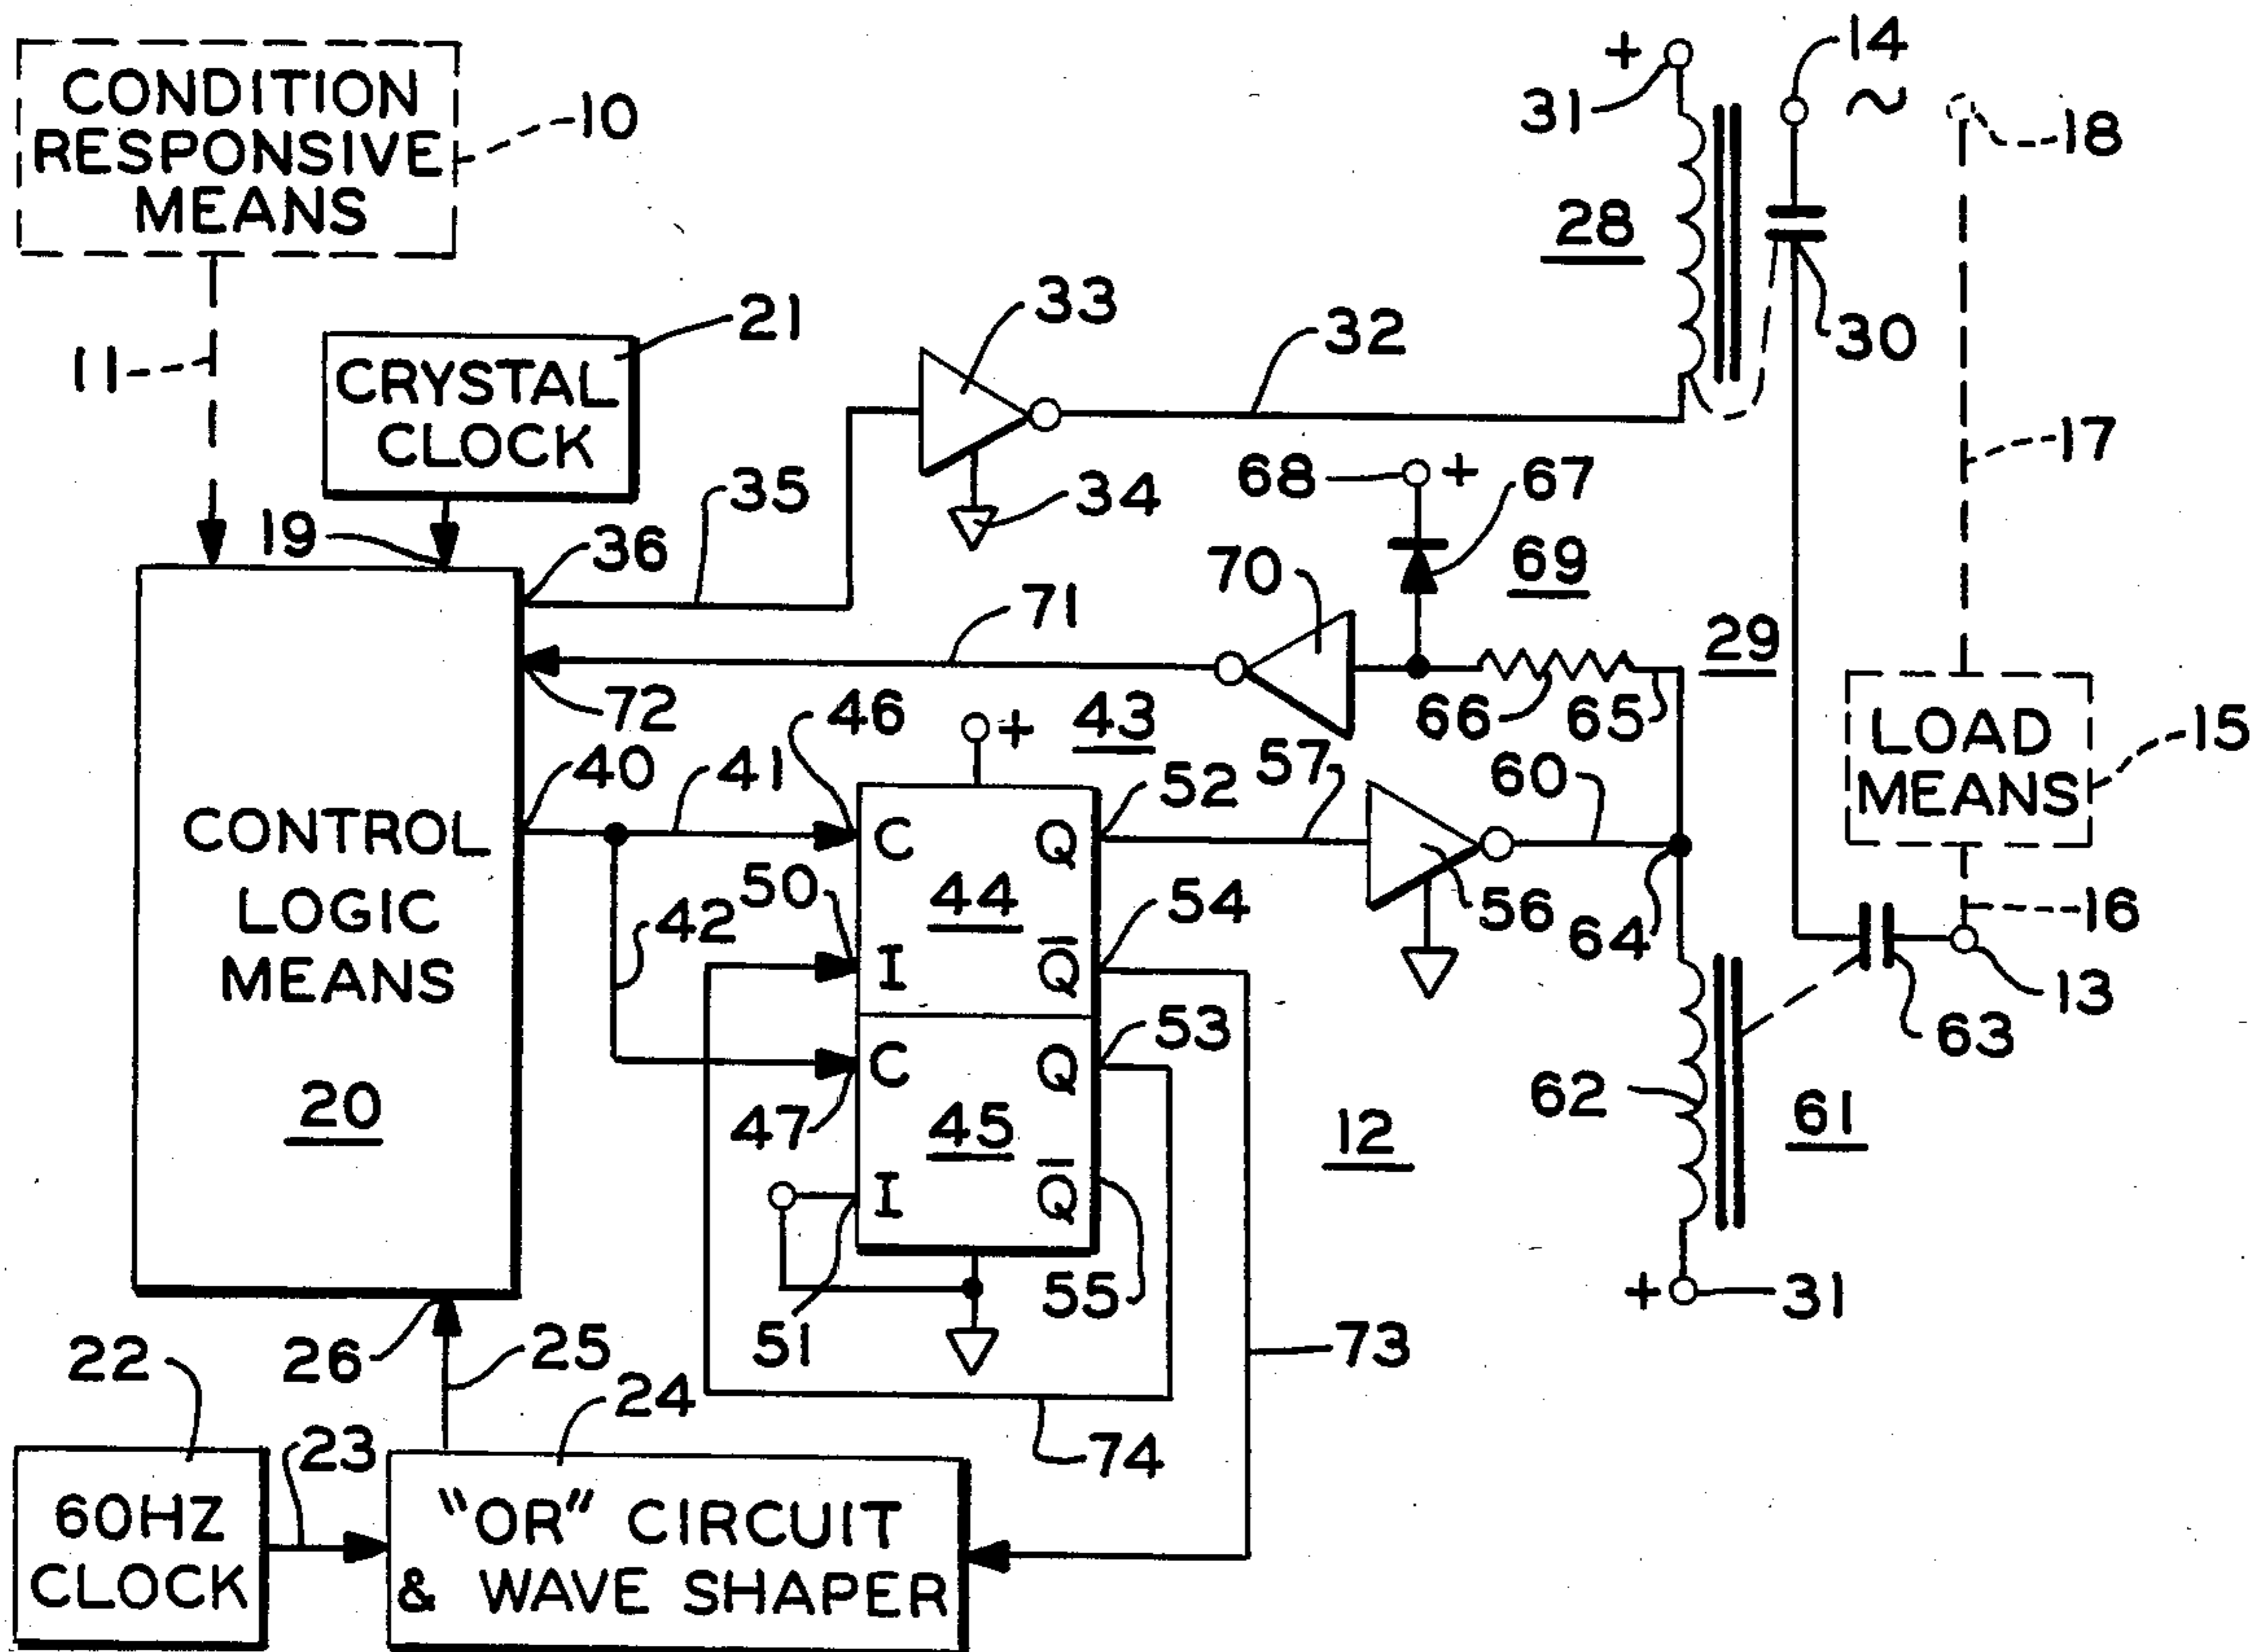 CONDITION
RESPONSIVE
MEANS
10
11
CRYSTAL
CLOCK
21
19
36
35
33
34
32
+
31
28
14
~
30
18
17
68
+
67
69
70
71
72
66
65
29
LOAD
MEANS
15
16
13
63
CONTROL
LOGIC
MEANS
20
40
41
42
46
+
43
C
Q
44
50
I
Q̅
52
57
56
60
64
54
C
Q
53
47
45
I
Q̅
51
55
12
62
61
+
31
73
74
26
25
22
23
24
60HZ
CLOCK
"OR" CIRCUIT
& WAVE SHAPER